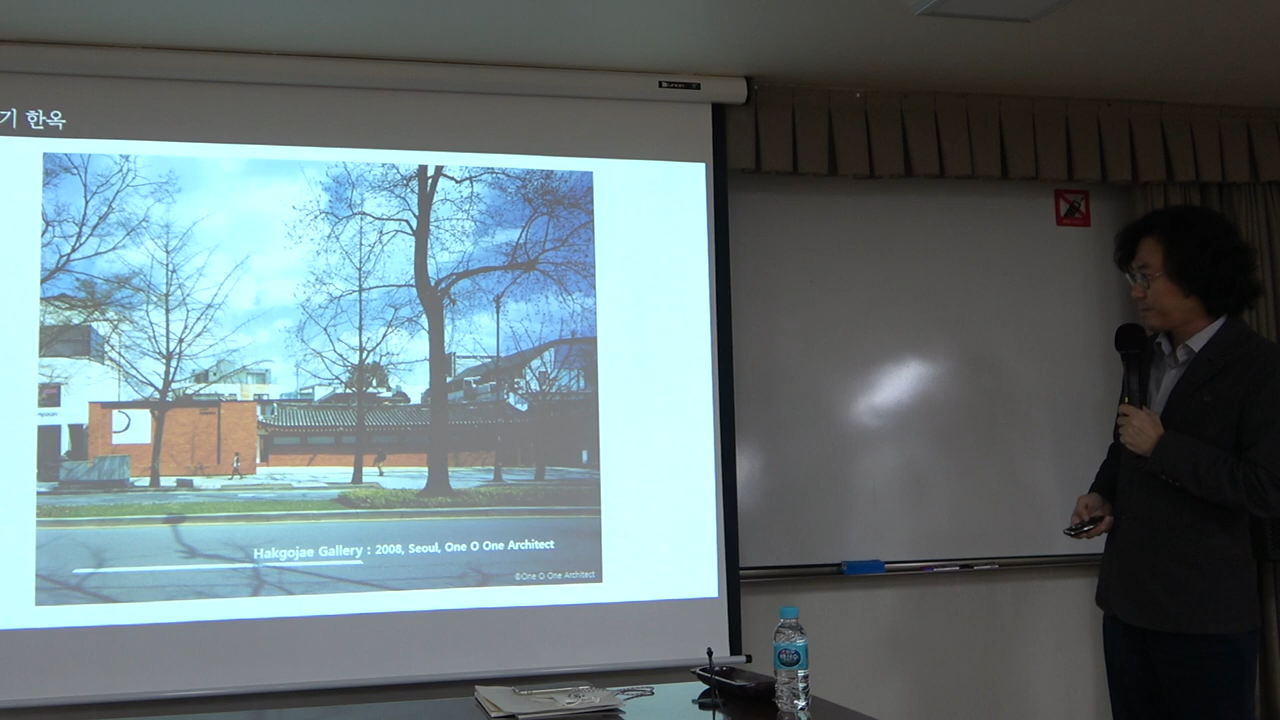 기 한옥
Hakgojae Gallery : 2008, Seoul, One O One Architect
©One O One Architect